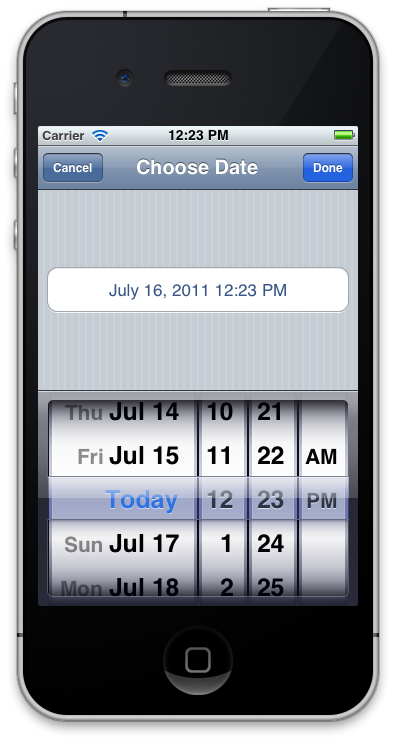 Carrier 12:23 PM
Cancel Choose Date Done
July 16, 2011 12:23 PM
Thu Jul 14 10 21
Fri Jul 15 11 22 AM
Today 12 23 PM
Sun Jul 17 1 24
Mon Jul 18 2 25